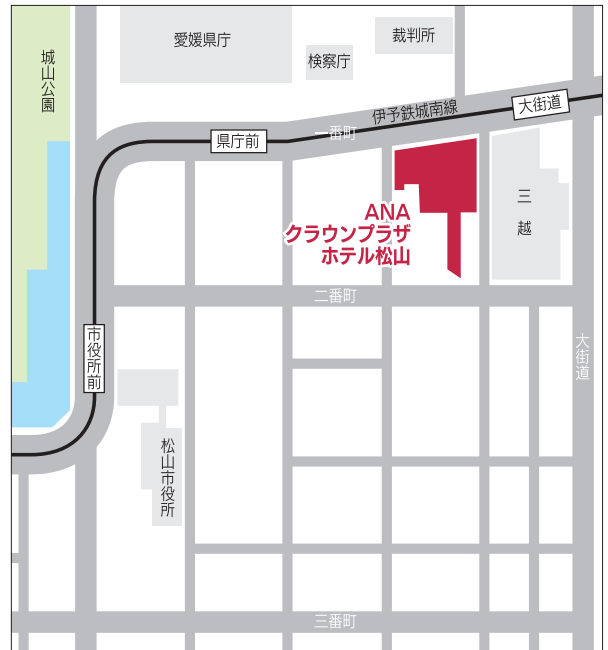 愛媛県庁
裁判所
検察庁
城山公園
伊予鉄城南線
大街道
一番町
県庁前
三越
ANA
クラウンプラザ
ホテル松山
二番町
市役所前
大街道
松山市役所
三番町